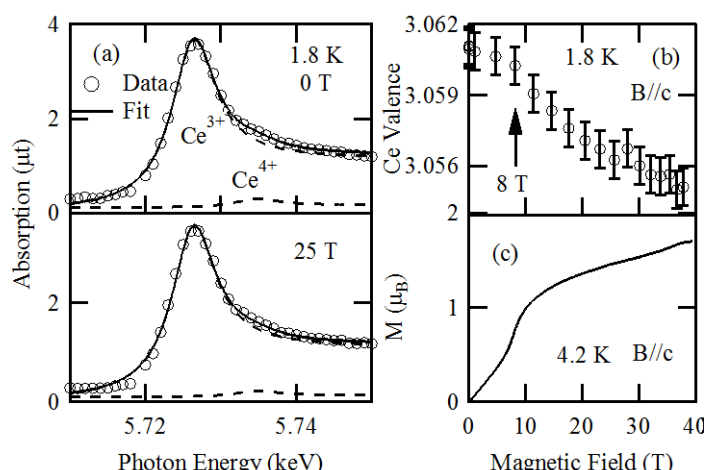 4
(a)
1.8 K
0 T
Data
Fit
2
Ce3+
Ce4+
0
25 T
2
0
5.72
5.74
Absorption (μt)
Photon Energy (keV)
3.062
1.8 K
(b)
3.059
B//c
Ce Valence
3.056
8 T
2
(c)
M (μB)
1
4.2 K
B//c
0
0
10
20
30
40
Magnetic Field (T)